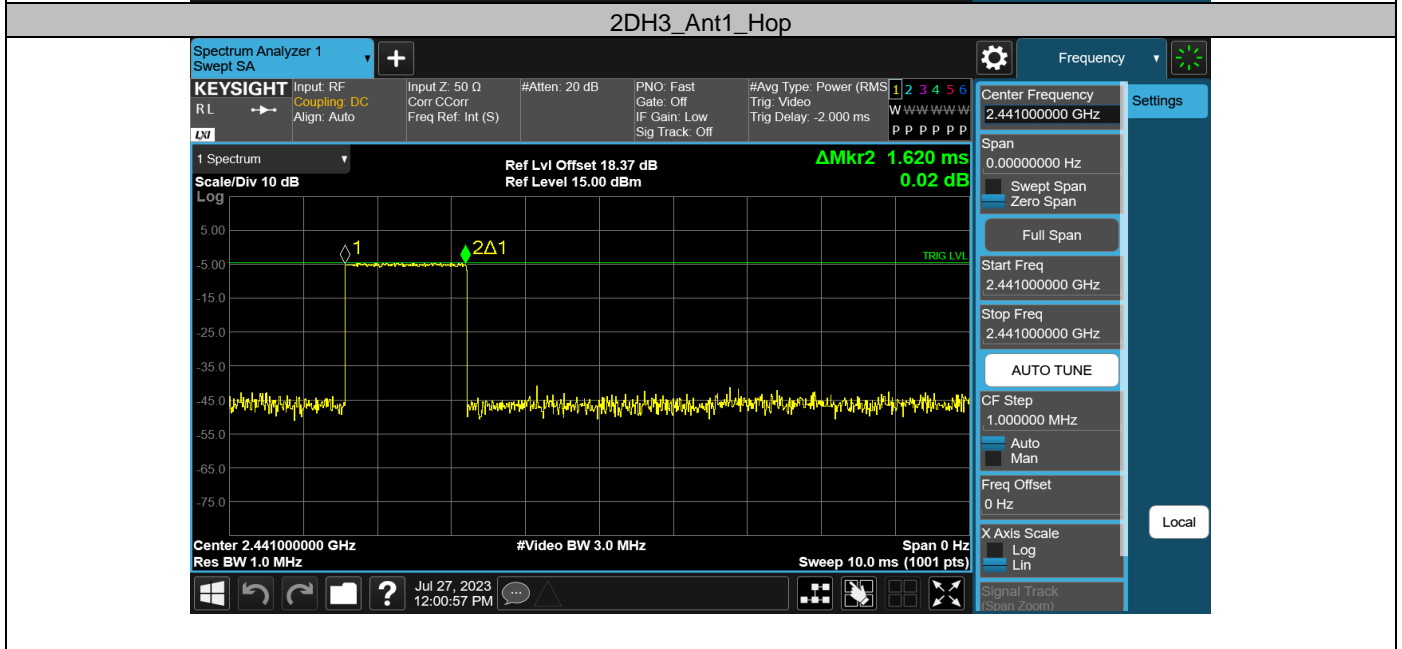 2DH3_Ant1_Hop
Spectrum Analyzer 1
Swept SA
+
Frequency
KEYSIGHT
RL
LXI
Input: RF
Coupling: DC
Align: Auto
Input Z: 50 Ω
Corr CCorr
Freq Ref: Int (S)
#Atten: 20 dB
PNO: Fast
Gate: Off
IF Gain: Low
Sig Track: Off
#Avg Type: Power (RMS
Trig: Video
Trig Delay: -2.000 ms
1 2 3 4 5 6
W W W W W W
P P P P P P
1 Spectrum
Scale/Div 10 dB
Ref Lvl Offset 18.37 dB
Ref Level 15.00 dBm
ΔMkr2 1.620 ms
0.02 dB
Log
5.00
-5.00
-15.0
-25.0
-35.0
-45.0
-55.0
-65.0
-75.0
1
2Δ1
TRIG LVL
Center 2.441000000 GHz
Res BW 1.0 MHz
#Video BW 3.0 MHz
Span 0 Hz
Sweep 10.0 ms (1001 pts)
Center Frequency
2.441000000 GHz
Settings
Span
0.00000000 Hz
Swept Span
Zero Span
Full Span
Start Freq
2.441000000 GHz
Stop Freq
2.441000000 GHz
AUTO TUNE
CF Step
1.000000 MHz
Auto
Man
Freq Offset
0 Hz
X Axis Scale
Log
Lin
Local
Signal Track
(Span Zoom)
?
Jul 27, 2023
12:00:57 PM